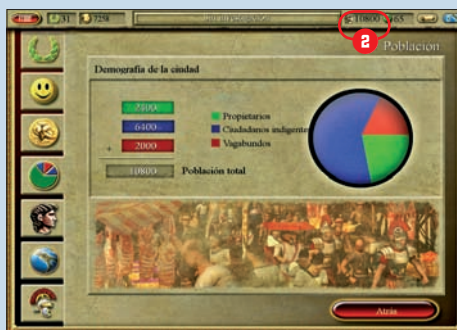 31 7258 10800 465
2
Población
Demografía de la ciudad
2400
6400
+ 2000
10800 Población total
Propietarios
Ciudadanos indigentes
Vagabundos
Atrás